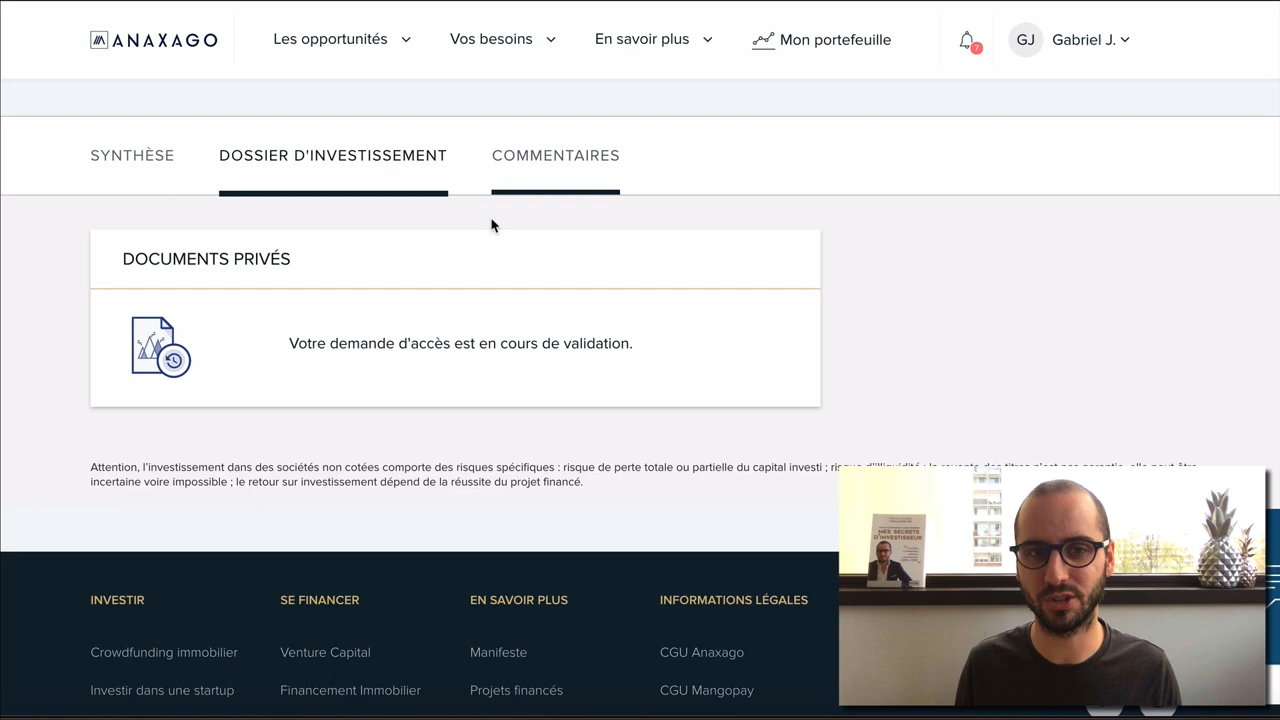 ANAXAGO
Les opportunités
Vos besoins
En savoir plus
Mon portefeuille
7
GJ
Gabriel J.
SYNTHÈSE
DOSSIER D'INVESTISSEMENT
COMMENTAIRES
DOCUMENTS PRIVÉS
Votre demande d'accès est en cours de validation.
Attention, l'investissement dans des sociétés non cotées comporte des risques spécifiques : risque de perte totale ou partielle du capital investi ;
incertaine voire impossible ; le retour sur investissement dépend de la réussite du projet financé.
MES SECRETS
D'INVESTISSEUR
INVESTIR
SE FINANCER
EN SAVOIR PLUS
INFORMATIONS LÉGALES
Crowdfunding immobilier
Venture Capital
Manifeste
CGU Anaxago
Investir dans une startup
Financement Immobilier
Projets financés
CGU Mangopay